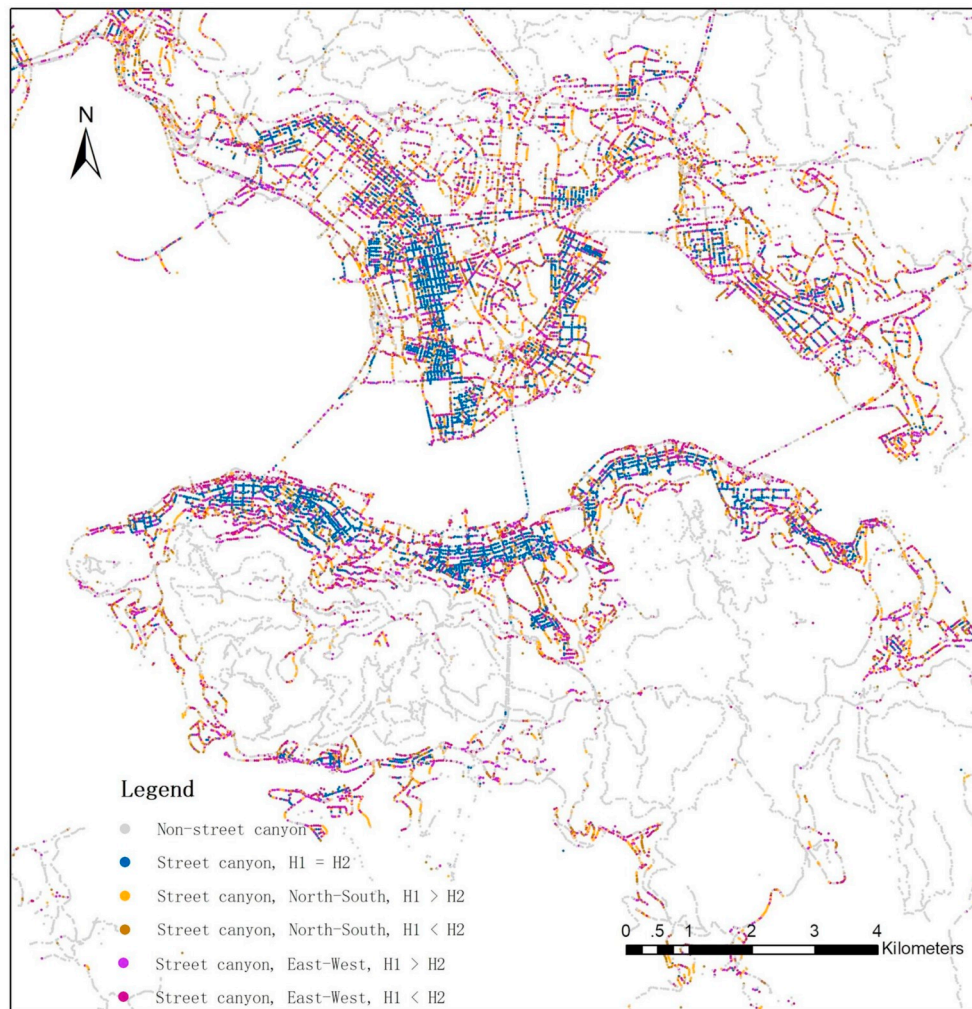 N
Legend
Non-street canyon
Street canyon, H1 = H2
Street canyon, North-South, H1 > H2
Street canyon, North-South, H1 < H2
Street canyon, East-West, H1 > H2
Street canyon, East-West, H1 < H2
0 .5 1 2 3 4
Kilometers